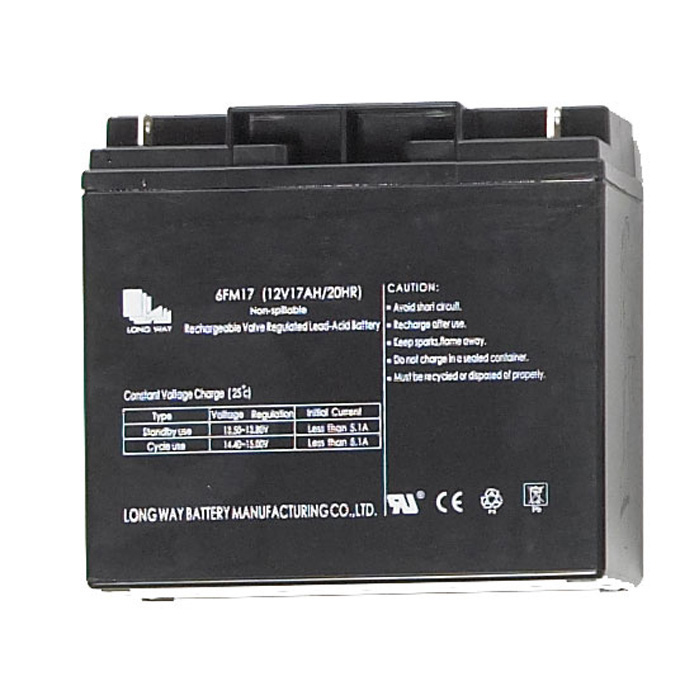 6FM17 (12V17AH/20HR)
Non-spillable
Rechargeable Valve Regulated Lead-Acid Battery
LONG WAY
CAUTION:
• Avoid short circuit.
• Recharge after use.
• Keep sparks,flame away.
• Do not charge in a sealed container.
• Must be recycled or disposed of properly.
Constant Voltage Charge (25°c)
Type Voltage Regulation Initial Current
Standby use 13.50-13.80V Less than 5.1A
Cycle use 14.40-15.00V Less than 5.1A
LONG WAY BATTERY MANUFACTURING CO.,LTD.
RU® CE Pb Pb